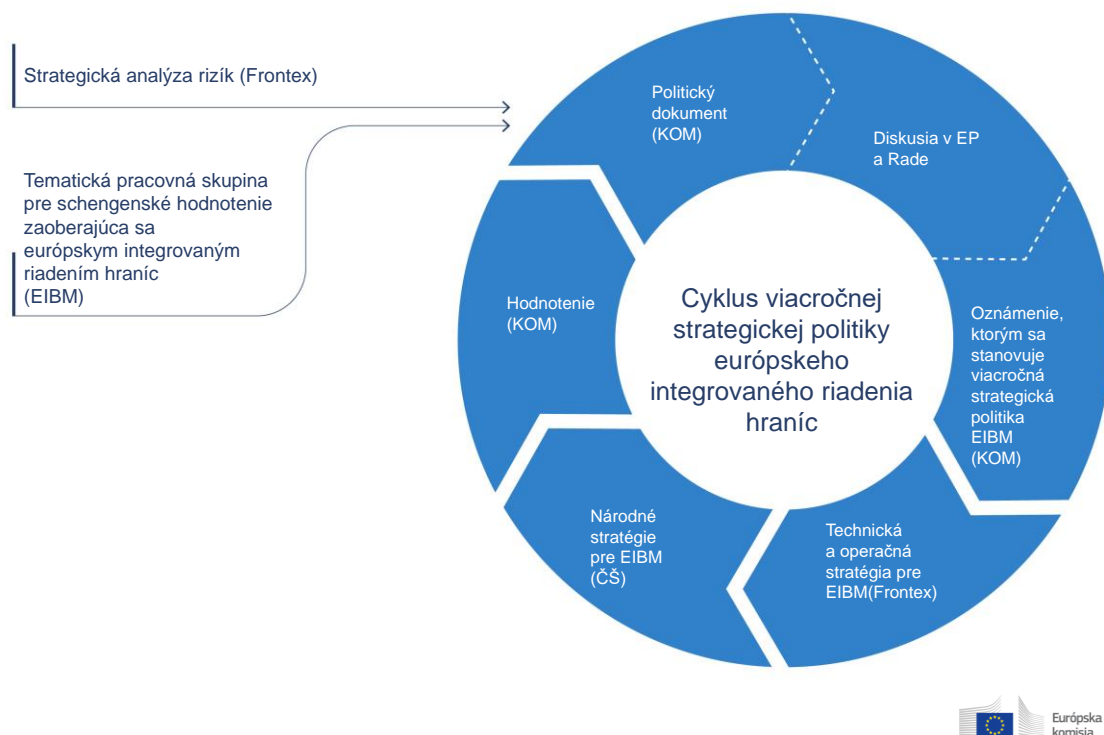 Strategická analýza rizík (Frontex)
Tematická pracovná skupina
pre schengenské hodnotenie
zaoberajúca sa
európskym integrovaným
riadením hraníc
(EIBM)
Politický
dokument
(KOM)
Diskusia v EP
a Rade
Oznámenie,
ktorým sa
stanovuje
viacročná
strategická
politika
EIBM
(KOM)
Technická
a operačná
stratégia pre
EIBM(Frontex)
Národné
stratégie
pre EIBM
(ČŠ)
Hodnotenie
(KOM)
Cyklus viacročnej
strategickej politiky
európskeho
integrovaného riadenia
hraníc
Európska
komisia